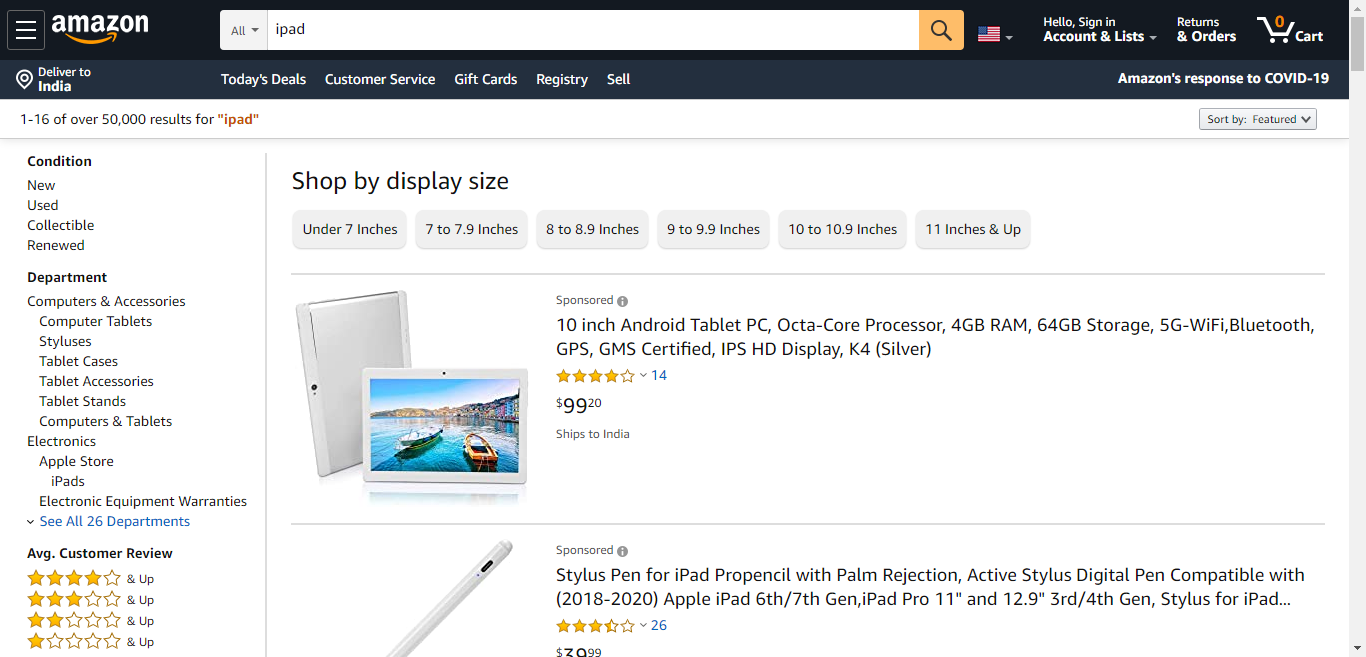 amazon
All
ipad
Hello, Sign in
Account & Lists
Returns
& Orders
0
Cart
Deliver to
India
Today's Deals
Customer Service
Gift Cards
Registry
Sell
Amazon's response to COVID-19
1-16 of over 50,000 results for "ipad"
Sort by: Featured
Condition
New
Used
Collectible
Renewed
Department
Computers & Accessories
Computer Tablets
Styluses
Tablet Cases
Tablet Accessories
Tablet Stands
Computers & Tablets
Electronics
Apple Store
iPads
Electronic Equipment Warranties
See All 26 Departments
Avg. Customer Review
& Up
& Up
& Up
& Up
Shop by display size
Under 7 Inches
7 to 7.9 Inches
8 to 8.9 Inches
9 to 9.9 Inches
10 to 10.9 Inches
11 Inches & Up
Sponsored
10 inch Android Tablet PC, Octa-Core Processor, 4GB RAM, 64GB Storage, 5G-WiFi,Bluetooth,
GPS, GMS Certified, IPS HD Display, K4 (Silver)
14
$9920
Ships to India
Sponsored
Stylus Pen for iPad Propencil with Palm Rejection, Active Stylus Digital Pen Compatible with
(2018-2020) Apple iPad 6th/7th Gen,iPad Pro 11" and 12.9" 3rd/4th Gen, Stylus for iPad...
26
$3999